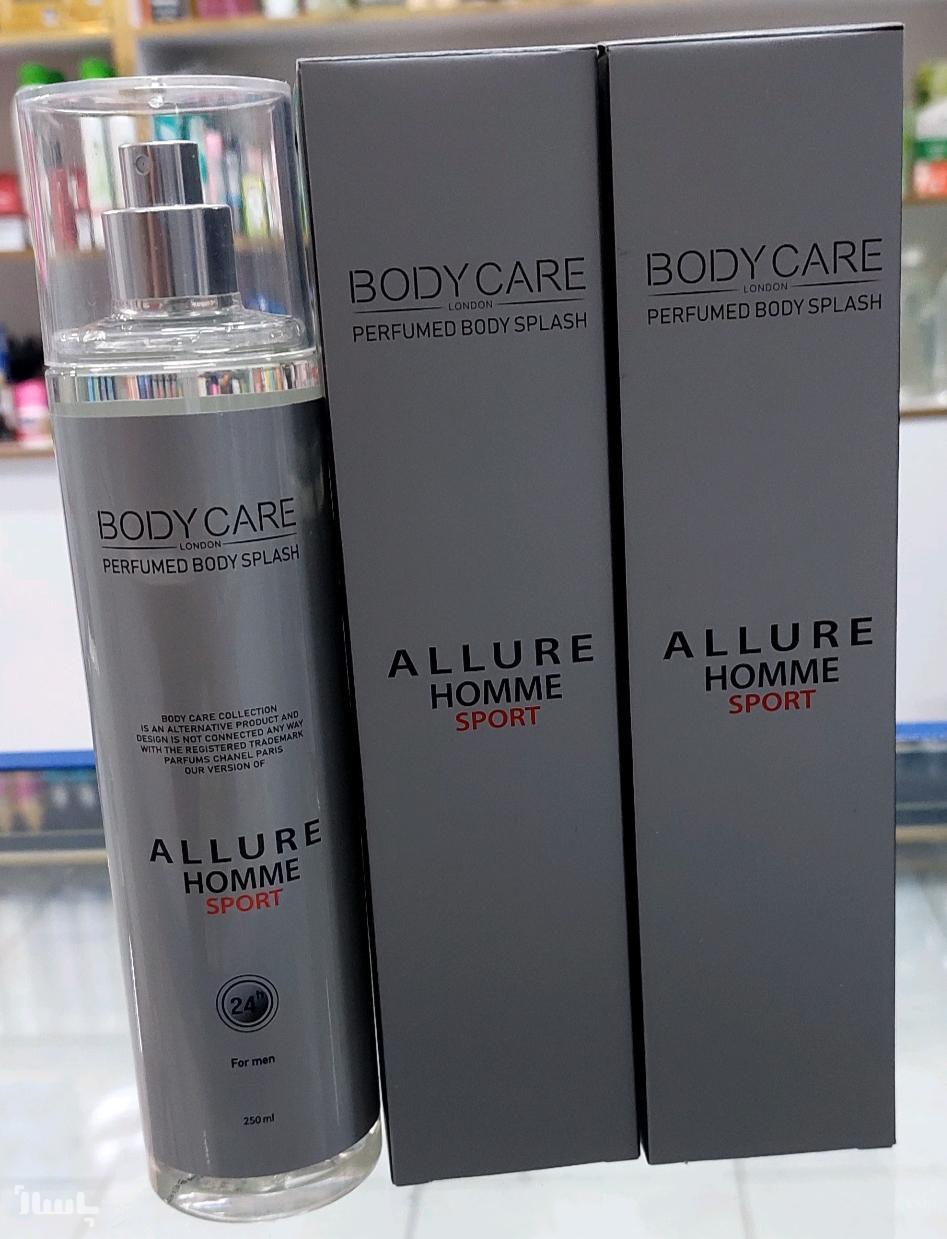 BODY CARE
LONDON
PERFUMED BODY SPLASH
BODY CARE COLLECTION
IS AN ALTERNATIVE PRODUCT AND
DESIGN IS NOT CONNECTED ANY WAY
WITH THE REGISTERED TRADEMARK
PARFUMS CHANEL PARIS
OUR VERSION OF
ALLURE
HOMME
SPORT
24h
For men
250 ml
BODY CARE
LONDON
PERFUMED BODY SPLASH
ALLURE
HOMME
SPORT
BODY CARE
LONDON
PERFUMED BODY SPLASH
ALLURE
HOMME
SPORT
باسلام